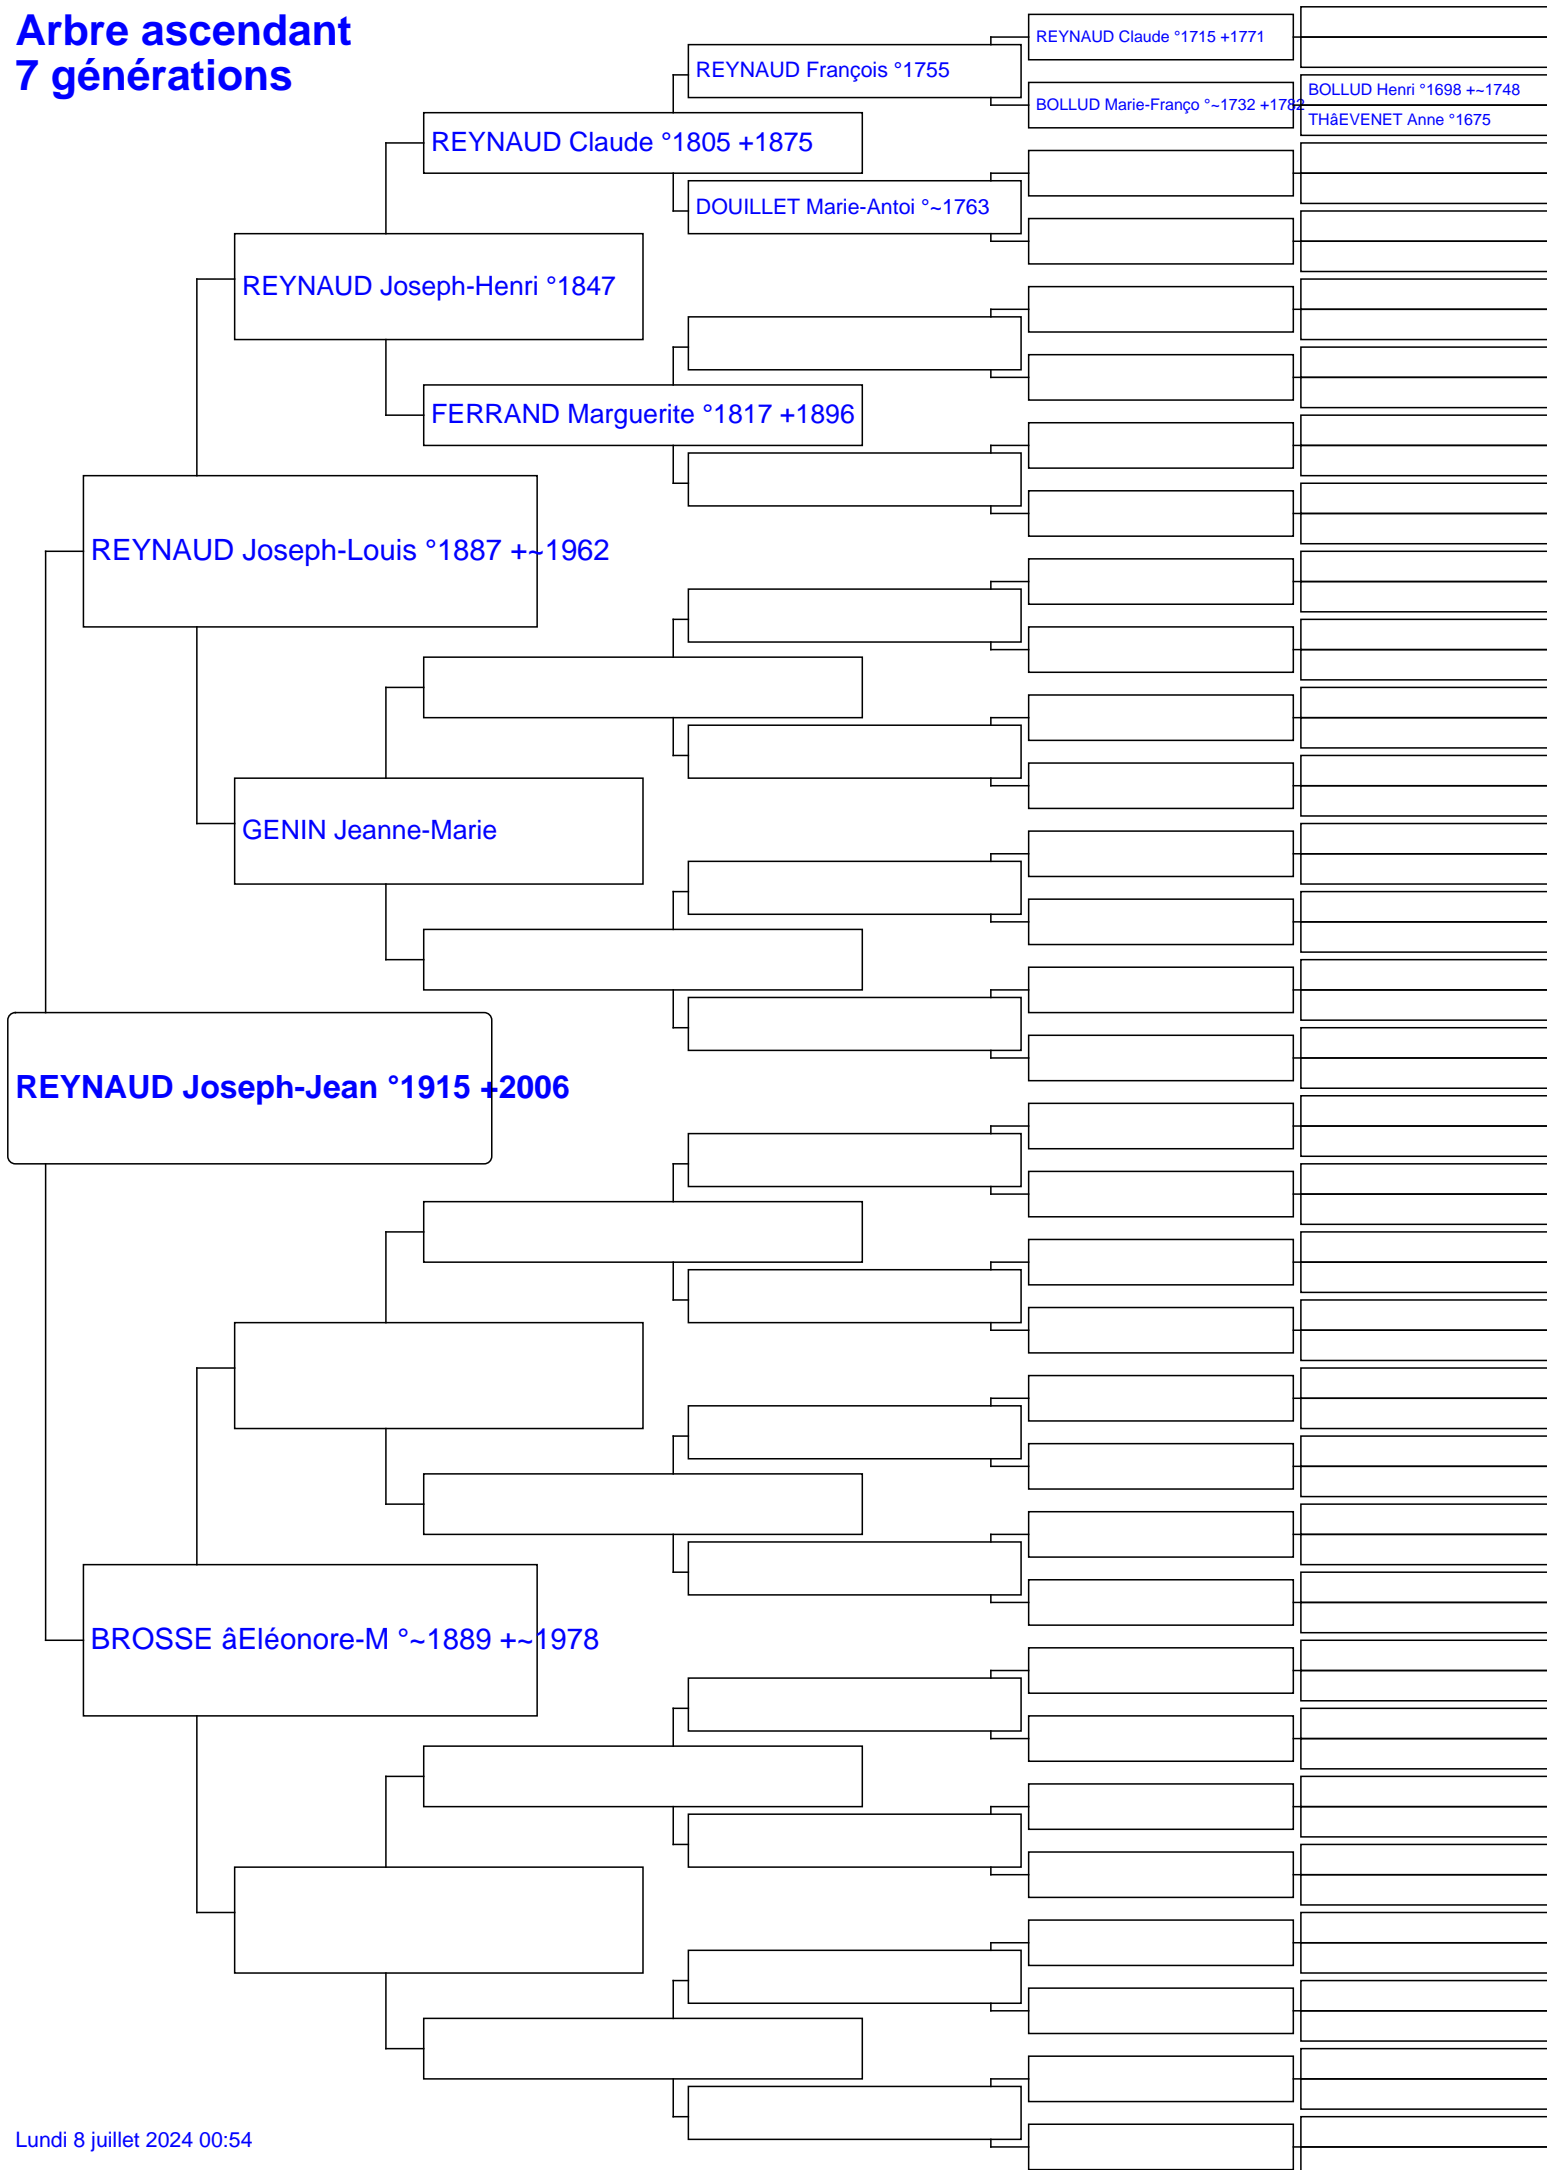 Arbre ascendant
7 générations
REYNAUD Claude °1715 +1771
REYNAUD François °1755
BOLLUD Henri °1698 +~1748
BOLLUD Marie-Franço °~1732 +1782
THâEVENET Anne °1675
REYNAUD Claude °1805 +1875
DOUILLET Marie-Antoi °~1763
REYNAUD Joseph-Henri °1847
FERRAND Marguerite °1817 +1896
REYNAUD Joseph-Louis °1887 +~1962
GENIN Jeanne-Marie
REYNAUD Joseph-Jean °1915 +2006
BROSSE âEléonore-M °~1889 +~1978
Lundi 8 juillet 2024 00:54